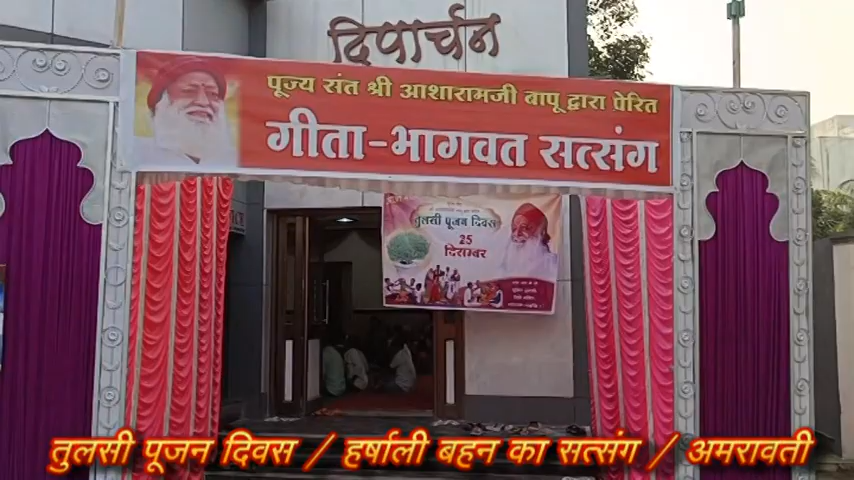 दिपार्चन
पूज्य संत श्री आशारामजी बापू द्वारा प्रेरित
गीता-भागवत सत्संग
तुलसी पूजन दिवस
25
दिसम्बर
तुलसी पूजन दिवस / हर्षाली बहन का सत्संग / अमरावती